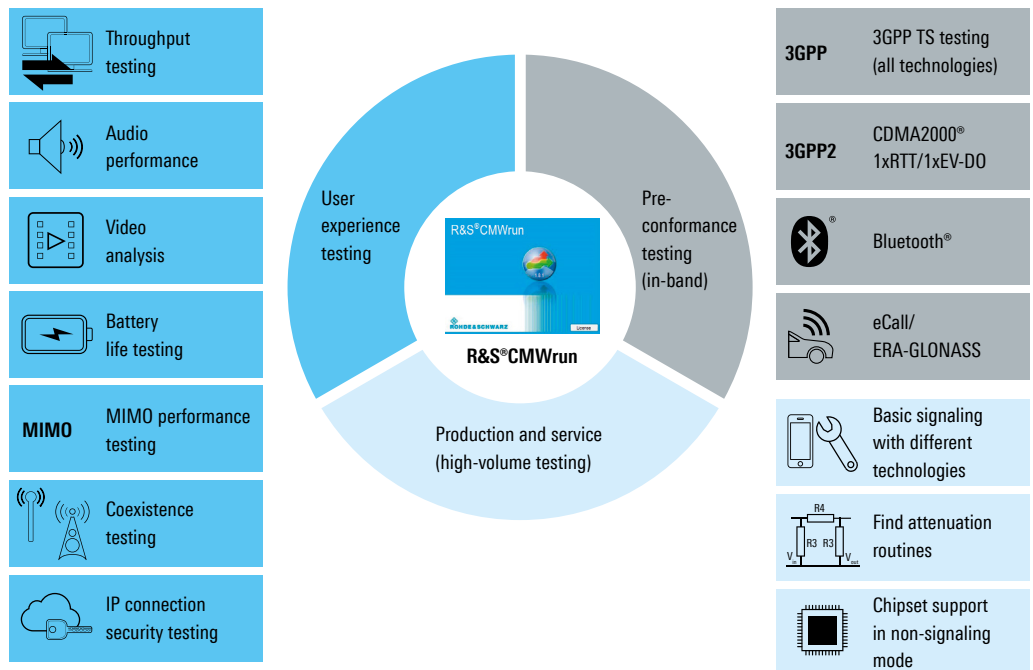 Throughput
testing
Audio
performance
Video
analysis
Battery
life testing
MIMO
MIMO performance
testing
Coexistence
testing
IP connection
security testing
User
experience
testing
Pre-
conformance
testing
(in-band)
Production and service
(high-volume testing)
R&S®CMWrun
ROHDE&SCHWARZ
License
R&S®CMWrun
3GPP
3GPP TS testing
(all technologies)
3GPP2
CDMA2000®
1xRTT/1xEV-DO
®
Bluetooth®
eCall/
ERA-GLONASS
Basic signaling
with different
technologies
R4
R3 R3
Vin Vout
Find attenuation
routines
Chipset support
in non-signaling
mode